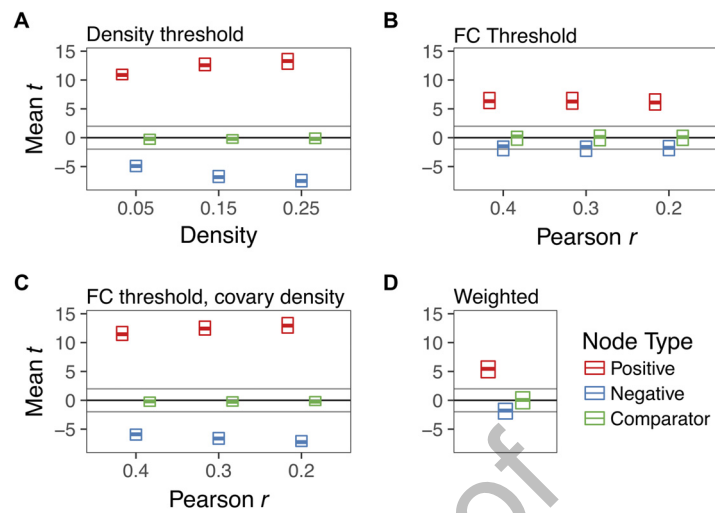 A
Density threshold
Mean t
15
10
5
0
−5
0.05
0.15
0.25
Density
B
FC Threshold
15
10
5
0
−5
0.4
0.3
0.2
Pearson r
C
FC threshold, covary density
Mean t
15
10
5
0
−5
0.4
0.3
0.2
Pearson r
D
Weighted
15
10
5
0
−5
Node Type
Positive
Negative
Comparator
of